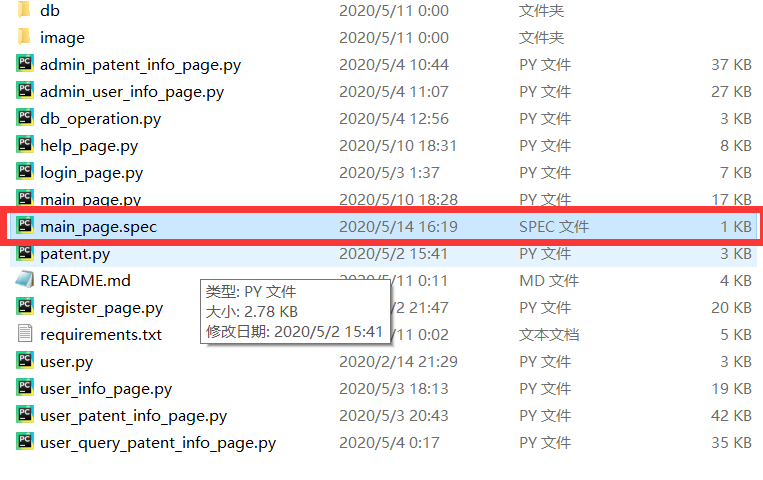 db 2020/5/11 0:00 文件夹
image 2020/5/11 0:00 文件夹
admin_patent_info_page.py 2020/5/4 10:44 PY 文件 37 KB
admin_user_info_page.py 2020/5/4 11:07 PY 文件 27 KB
db_operation.py 2020/5/4 12:56 PY 文件 3 KB
help_page.py 2020/5/10 18:31 PY 文件 8 KB
login_page.py 2020/5/3 1:37 PY 文件 7 KB
main_page.py 2020/5/10 18:28 PY 文件 17 KB
main_page.spec 2020/5/14 16:19 SPEC 文件 1 KB
patent.py 2020/5/2 15:41 PY 文件 3 KB
README.md 5/11 0:11 MD 文件 4 KB
类型: PY 文件
大小: 2.78 KB
修改日期: 2020/5/2 15:41
register_page.py 5/2 21:47 PY 文件 20 KB
requirements.txt 5/11 0:02 文本文档 5 KB
user.py 2020/2/14 21:29 PY 文件 3 KB
user_info_page.py 2020/5/3 18:13 PY 文件 19 KB
user_patent_info_page.py 2020/5/3 20:43 PY 文件 42 KB
user_query_patent_info_page.py 2020/5/4 0:17 PY 文件 35 KB